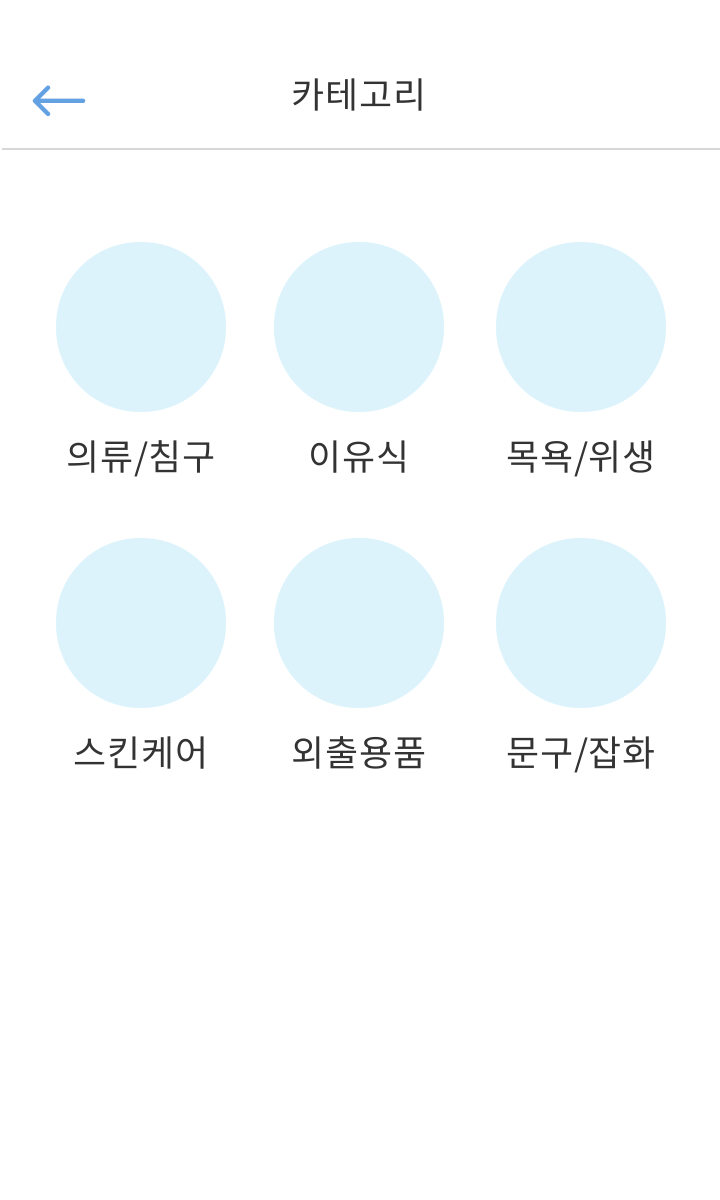 카테고리
의류/침구
이유식
목욕/위생
스킨케어
외출용품
문구/잡화